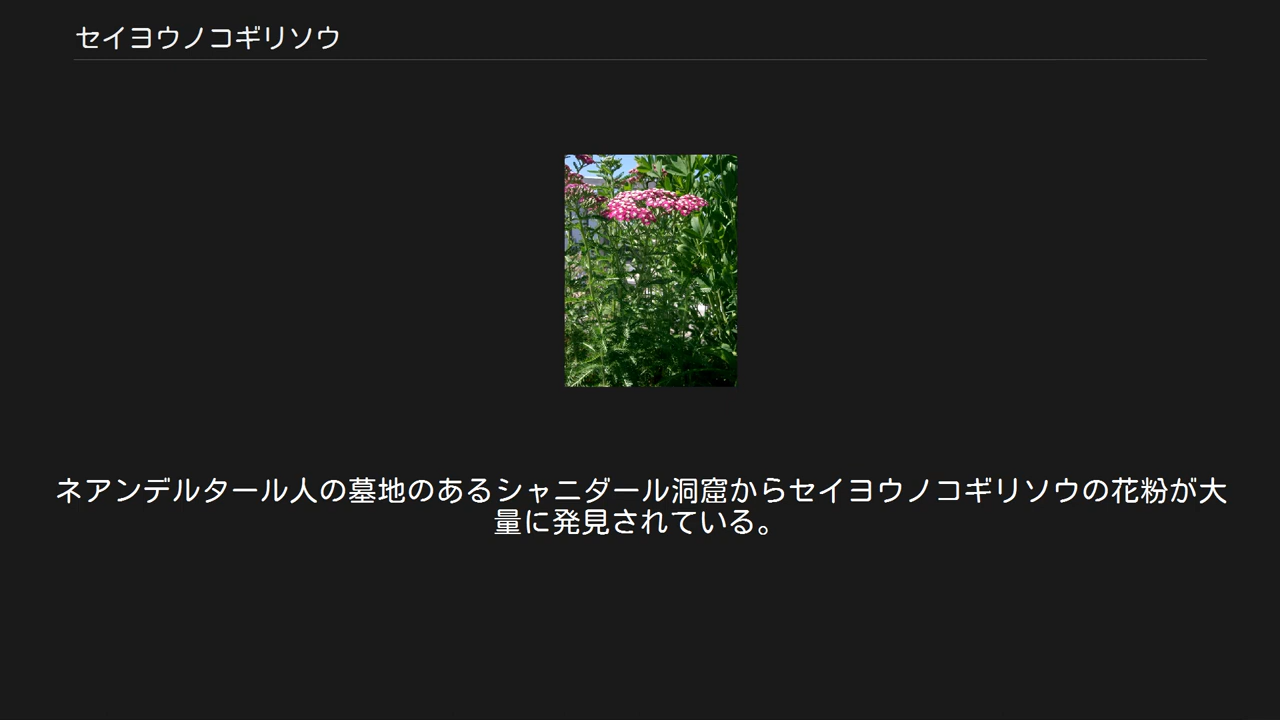 セイヨウノコギリソウ
ネアンデルタール人の墓地のあるシャニダール洞窟からセイヨウノコギリソウの花粉が大
量に発見されている。